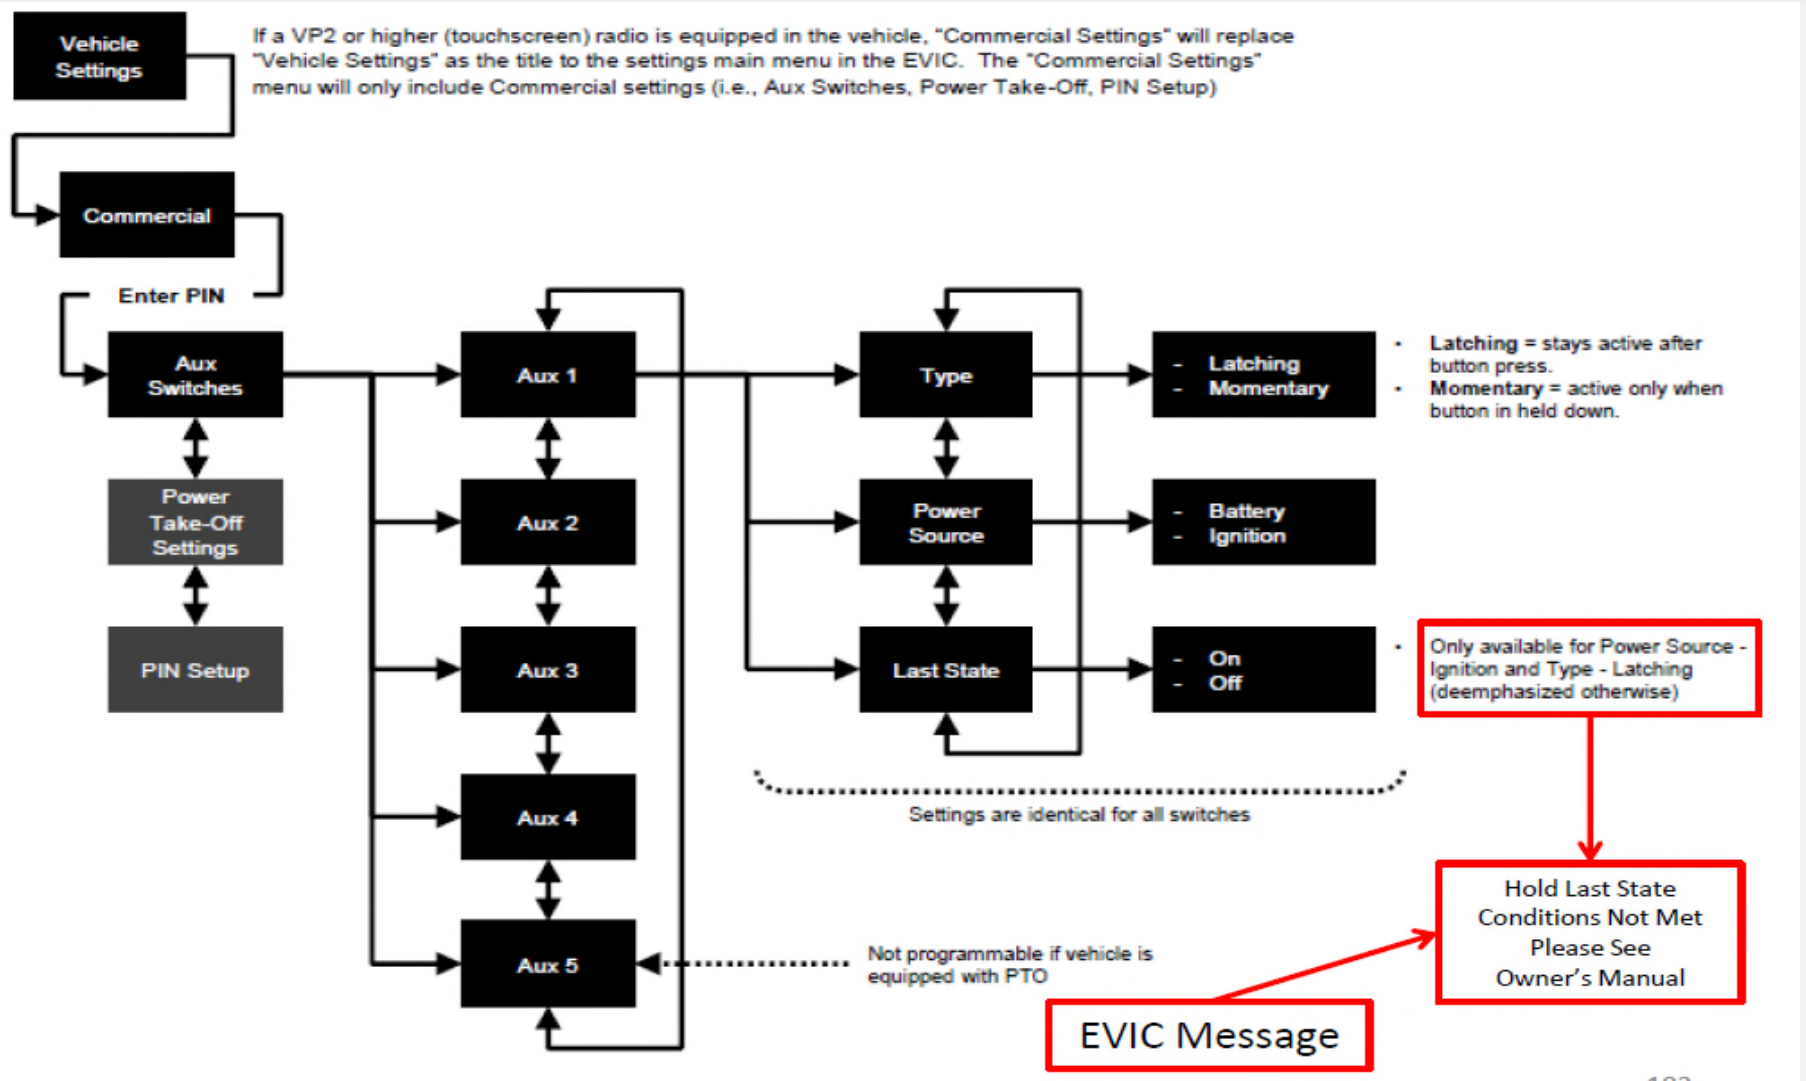 Vehicle
Settings
If a VP2 or higher (touchscreen) radio is equipped in the vehicle, "Commercial Settings" will replace
"Vehicle Settings" as the title to the settings main menu in the EVIC. The "Commercial Settings"
menu will only include Commercial settings (i.e., Aux Switches, Power Take-Off, PIN Setup)
Commercial
Enter PIN
Aux
Switches
Power
Take-Off
Settings
PIN Setup
Aux 1
Aux 2
Aux 3
Aux 4
Aux 5
Type
Power
Source
Last State
- Latching
- Momentary
- Battery
- Ignition
- On
- Off
• Latching = stays active after
button press.
• Momentary = active only when
button in held down.
• Only available for Power Source -
Ignition and Type - Latching
(deemphasized otherwise)
Settings are identical for all switches
Not programmable if vehicle is
equipped with PTO
Hold Last State
Conditions Not Met
Please See
Owner's Manual
EVIC Message